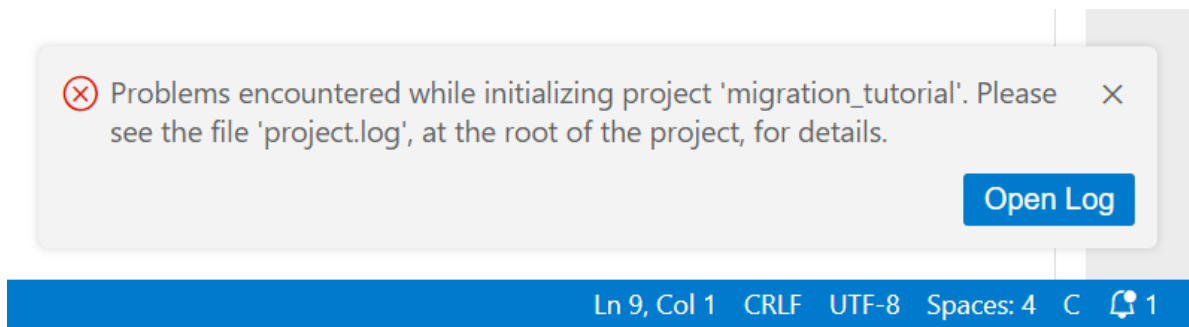 Problems encountered while initializing project 'migration_tutorial'. Please
see the file 'project.log', at the root of the project, for details.
Open Log
Ln 9, Col 1 CRLF UTF-8 Spaces: 4 C 1